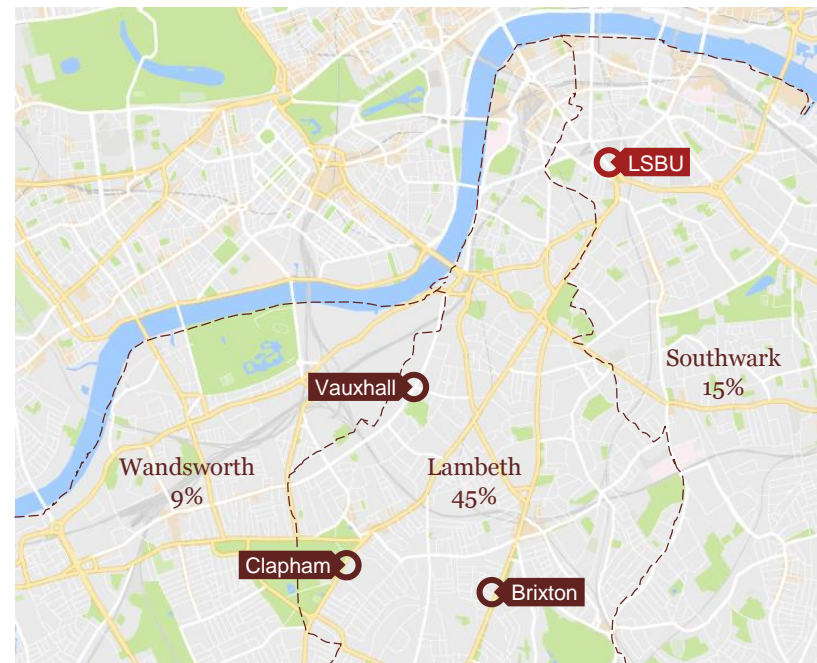 LSBU
Southwark
15%
Vauxhall
Wandsworth
9%
Lambeth
45%
Clapham
Brixton